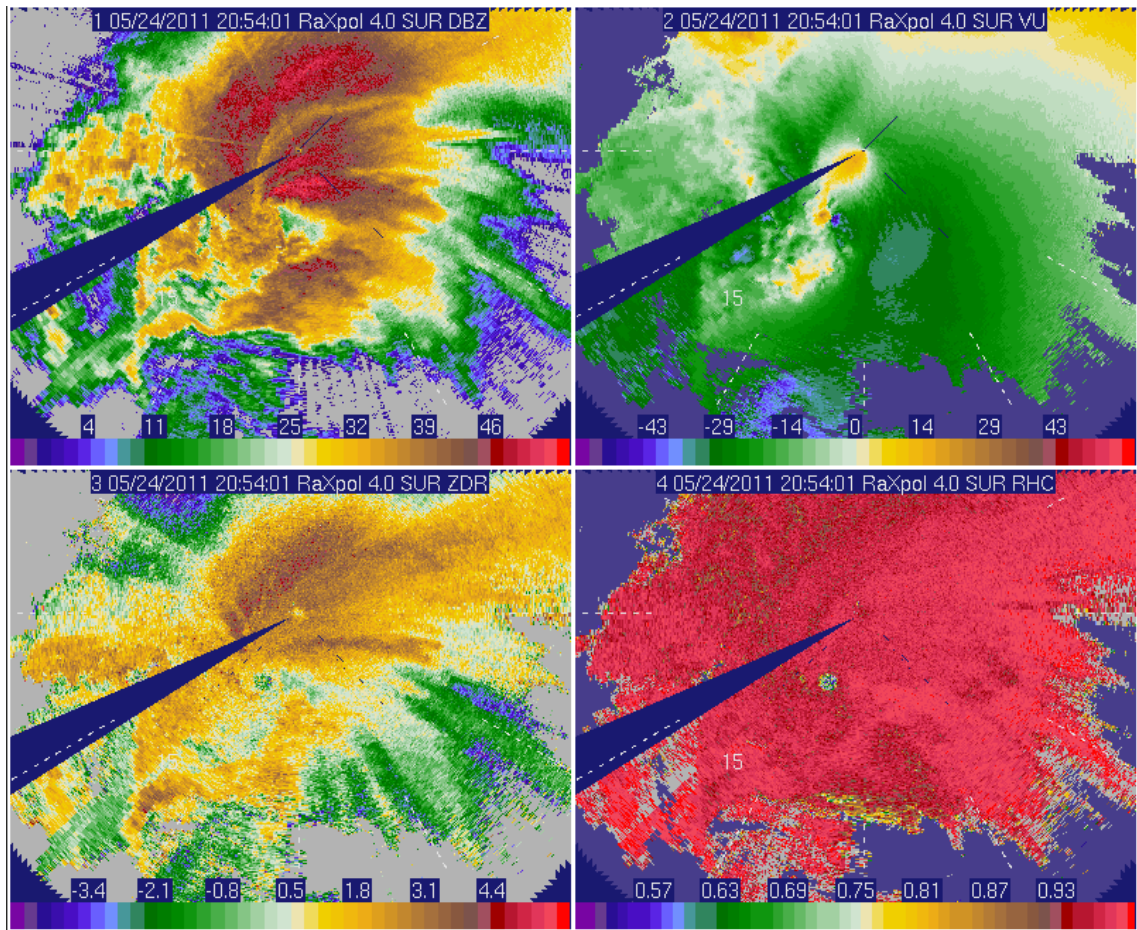 1 05/24/2011 20:54:01 RaXpol 4.0 SUR DBZ
2 05/24/2011 20:54:01 RaXpol 4.0 SUR VU
15
15
4 11 18 25 32 39 46
-43 -29 -14 0 14 29 43
3 05/24/2011 20:54:01 RaXpol 4.0 SUR ZDR
4 05/24/2011 20:54:01 RaXpol 4.0 SUR RHC
15
15
-3.4 -2.1 -0.8 0.5 1.8 3.1 4.4
0.57 0.63 0.69 0.75 0.81 0.87 0.93